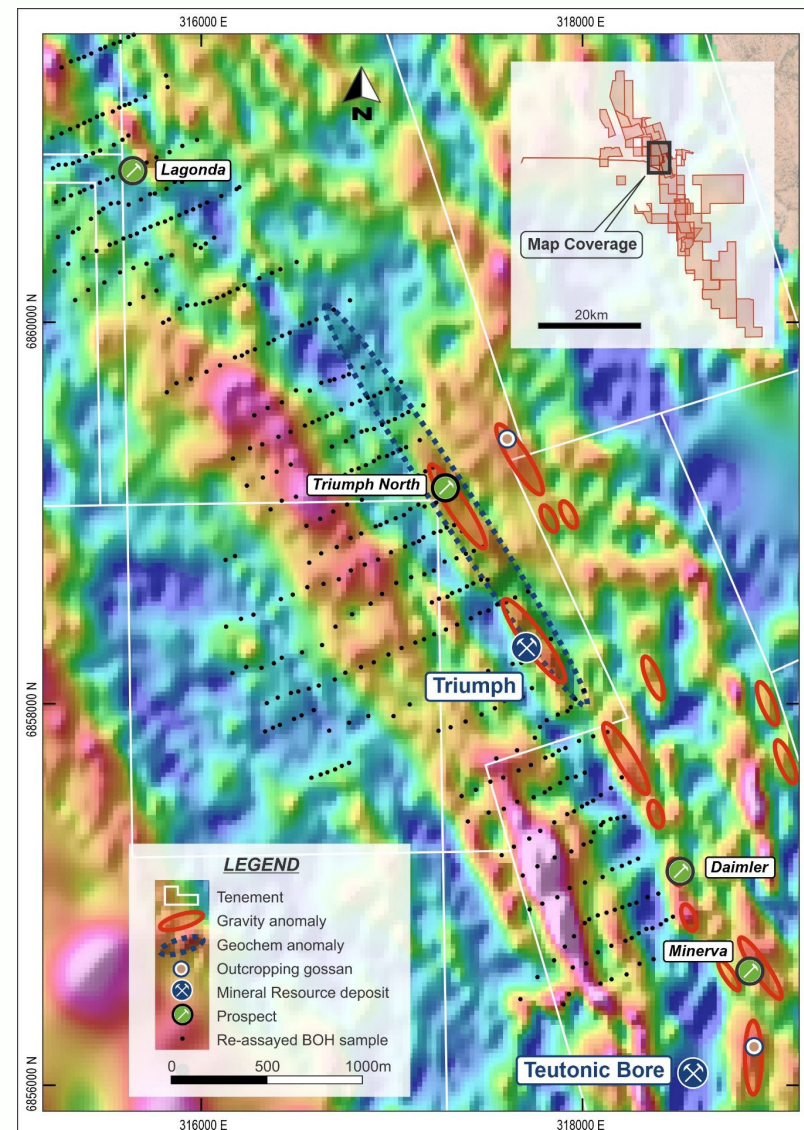 316000 E
318000 E
N
Lagonda
Map Coverage
20km
6860000 N
Triumph North
Triumph
6858000 N
Daimler
Minerva
Teutonic Bore
6856000 N
LEGEND
Tenement
Gravity anomaly
Geochem anomaly
Outcropping gossan
Mineral Resource deposit
Prospect
Re-assayed BOH sample
0 500 1000m
316000 E
318000 E